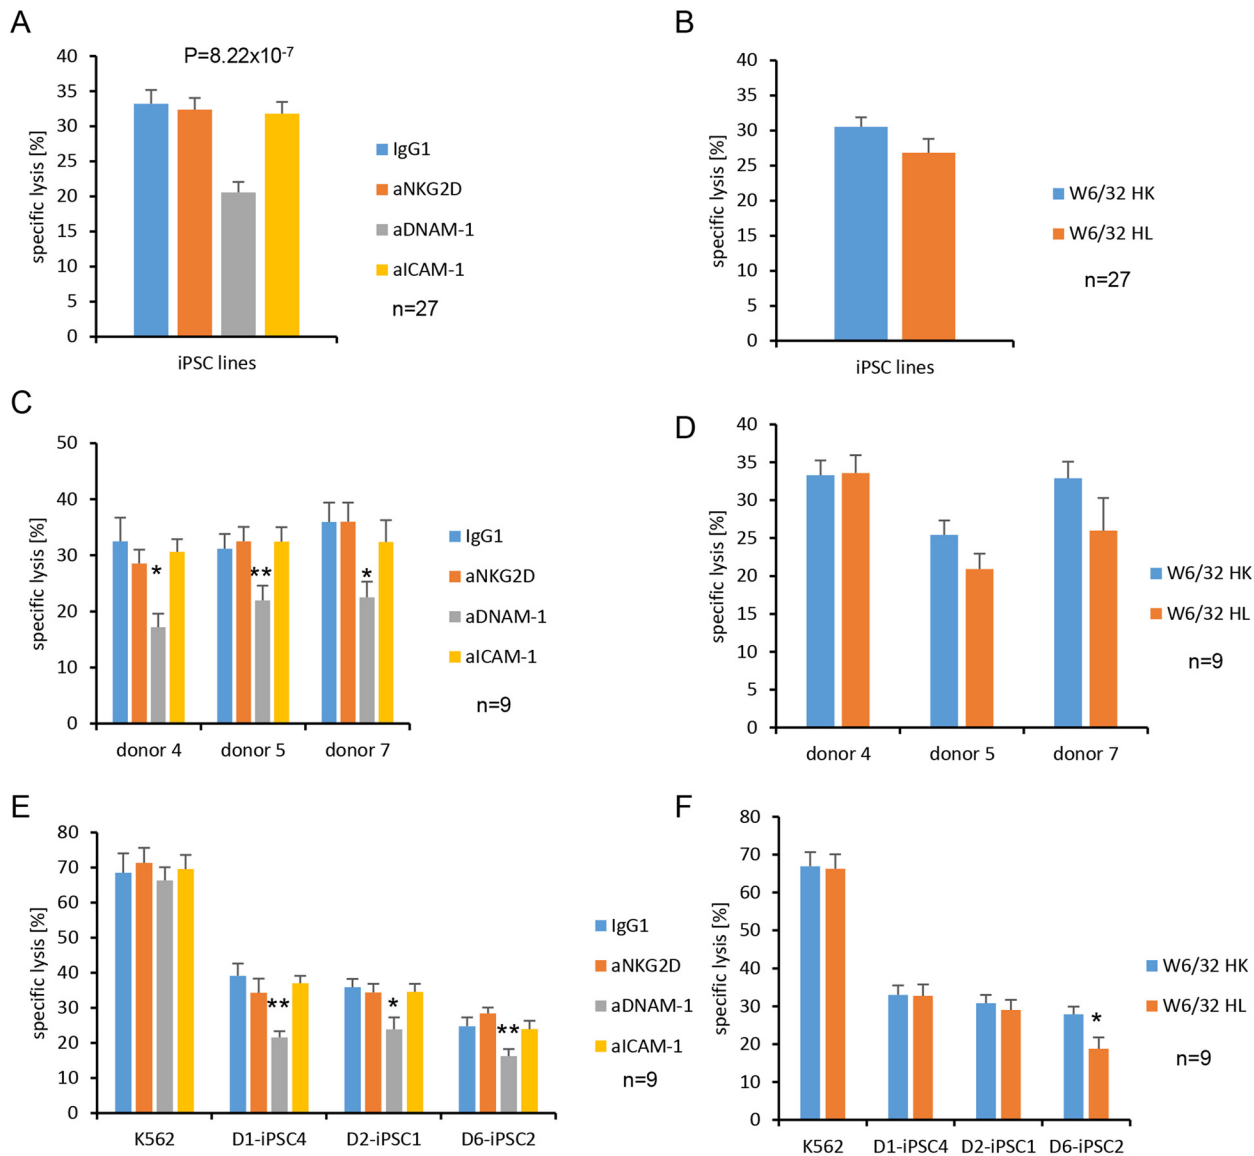 A
P=8.22x10-7
specific lysis [%]
40
35
30
25
20
15
10
5
0
iPSC lines
IgG1
aNKG2D
aDNAM-1
aICAM-1
n=27
B
specific lysis [%]
40
35
30
25
20
15
10
5
0
iPSC lines
W6/32 HK
W6/32 HL
n=27
C
specific lysis [%]
50
40
30
20
10
0
* ** *
donor 4 donor 5 donor 7
IgG1
aNKG2D
aDNAM-1
aICAM-1
n=9
D
specific lysis [%]
40
35
30
25
20
15
10
5
0
donor 4 donor 5 donor 7
W6/32 HK
W6/32 HL
n=9
E
specific lysis [%]
80
70
60
50
40
30
20
10
0
** * **
K562 D1-iPSC4 D2-iPSC1 D6-iPSC2
IgG1
aNKG2D
aDNAM-1
aICAM-1
n=9
F
specific lysis [%]
80
70
60
50
40
30
20
10
0
*
K562 D1-iPSC4 D2-iPSC1 D6-iPSC2
W6/32 HK
W6/32 HL
n=9